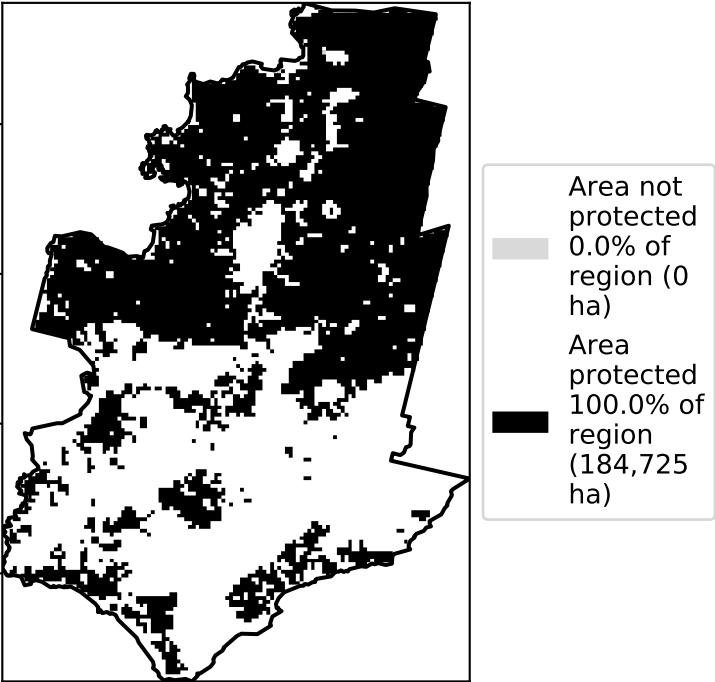 Area not
protected
0.0% of
region (0
ha)
Area
protected
100.0% of
region
(184,725
ha)